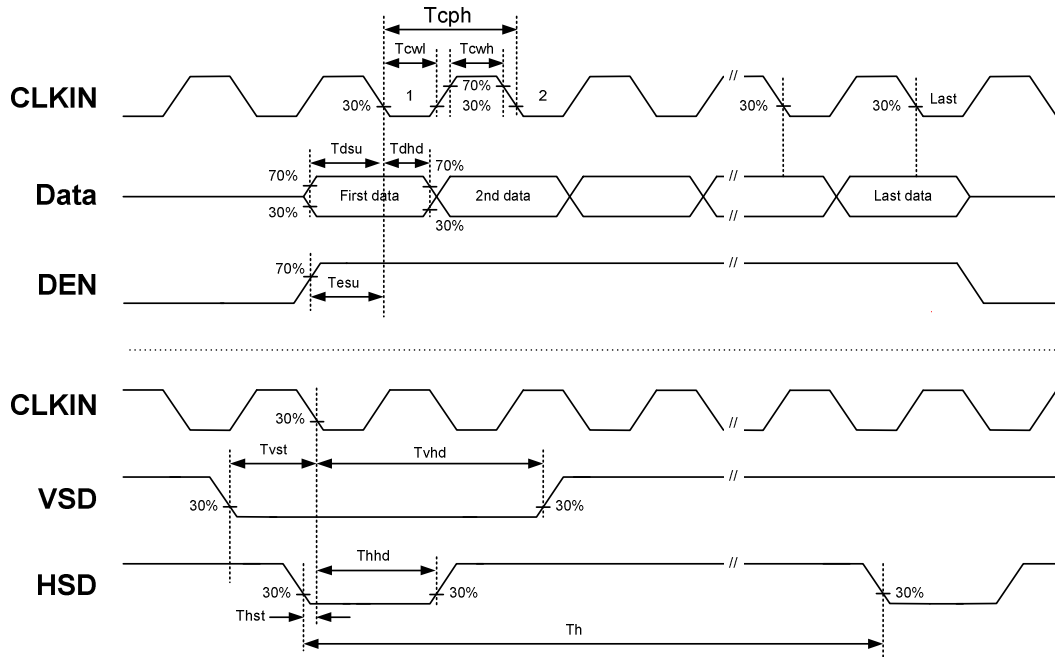 Tcph
Tcwl
Tcwh
CLKIN
30%
1
70%
30%
2
//
30%
30%
Last
Tdsu
Tdhd
Data
70%
30%
First data
70%
30%
2nd data
//
//
Last data
DEN
70%
Tesu
//
CLKIN
30%
//
Tvst
Tvhd
VSD
30%
30%
//
HSD
Thhd
30%
30%
//
30%
Thst
Th